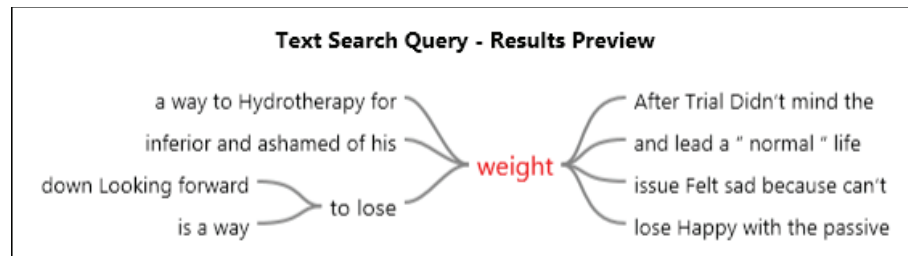 Text Search Query - Results Preview
a way to Hydrotherapy for
inferior and ashamed of his
down Looking forward
is a way
to lose
weight
After Trial Didn't mind the
and lead a " normal " life
issue Felt sad because can't
lose Happy with the passive